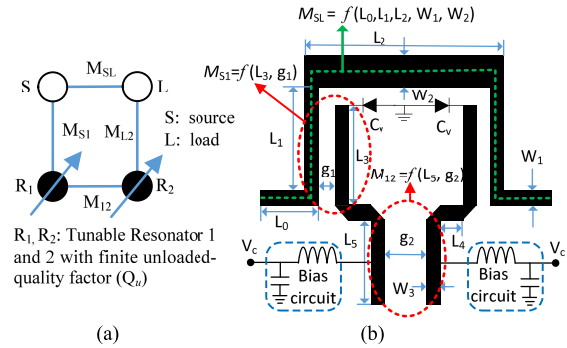 (a)
M_SL
S
L
M_S1
M_L2
S: source
L: load
R_1
R_2
M_12
R_1, R_2: Tunable Resonator 1
and 2 with finite unloaded-
quality factor (Q_u)
(a)
(b)
M_SL = f(L_0,L_1,L_2, W_1, W_2)
L_2
M_S1=f(L_3, g_1)
W_2
C_v
C_v
L_1
L_3
g_1
M_12=f(L_5, g_2)
W_1
L_0
L_5
g_2
L_4
V_c
V_c
Bias
circuit
W_3
Bias
circuit
(b)